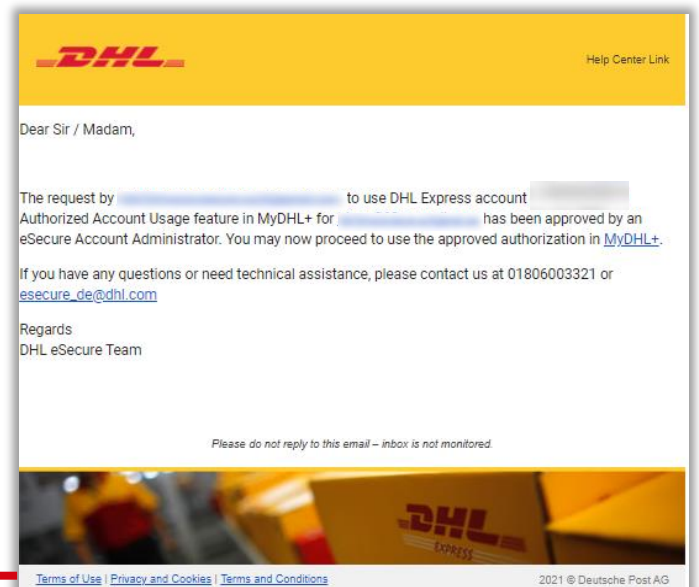 DHL
Help Center Link
Dear Sir / Madam,
The request by to use DHL Express account
Authorized Account Usage feature in MyDHL+ for has been approved by an
eSecure Account Administrator. You may now proceed to use the approved authorization in MyDHL+.
If you have any questions or need technical assistance, please contact us at 01806003321 or
esecure_de@dhl.com
Regards
DHL eSecure Team
Please do not reply to this email – inbox is not monitored.
DHL
EXPRESS
Terms of Use | Privacy and Cookies | Terms and Conditions
2021 © Deutsche Post AG